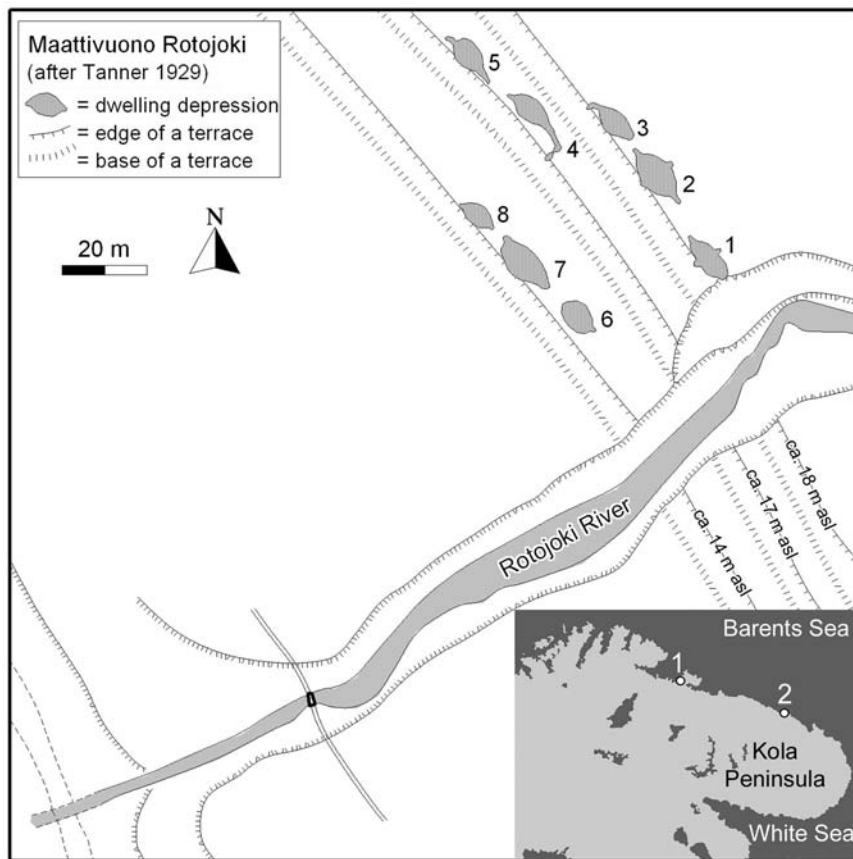 Maattivuono Rotojoki
(after Tanner 1929)
= dwelling depression
= edge of a terrace
= base of a terrace
N
20 m
5
4
3
2
1
8
7
6
Rotojoki River
ca. 18 m asl
ca. 17 m asl
ca. 14 m asl
Barents Sea
1
2
Kola
Peninsula
White Sea